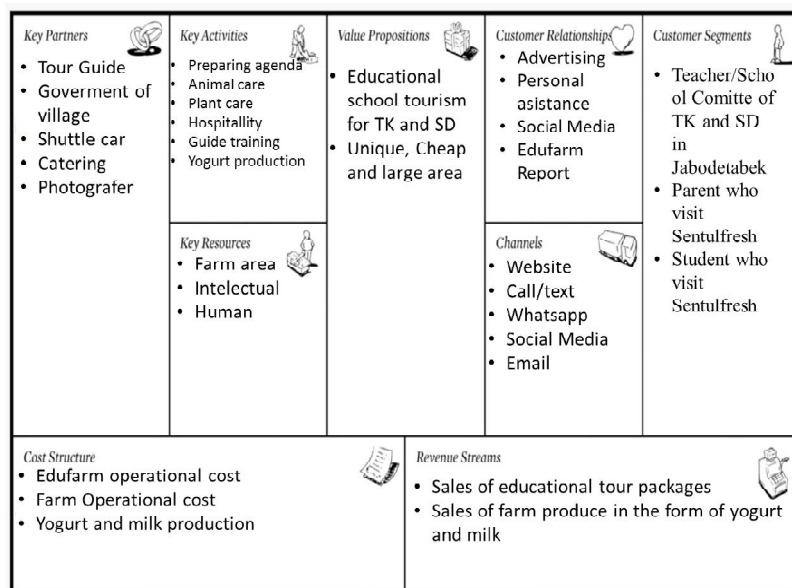 Key Partners
• Tour Guide
• Goverment of
village
• Shuttle car
• Catering
• Photografer
Key Activities
• Preparing agenda
• Animal care
• Plant care
• Hospitallity
• Guide training
• Yogurt production
Key Resources
• Farm area
• Intelectual
• Human
Value Propositions
• Educational
school tourism
for TK and SD
• Unique, Cheap
and large area
Customer Relationships
• Advertising
• Personal
asistance
• Social Media
• Edufarm
Report
Channels
• Website
• Call/text
• Whatsapp
• Social Media
• Email
Customer Segments
• Teacher/Scho
ol Comitte of
TK and SD
in
Jabodetabek
• Parent who
visit
Sentulfresh
• Student who
visit
Sentulfresh
Cost Structure
• Edufarm operational cost
• Farm Operational cost
• Yogurt and milk production
Revenue Streams
• Sales of educational tour packages
• Sales of farm produce in the form of yogurt
and milk